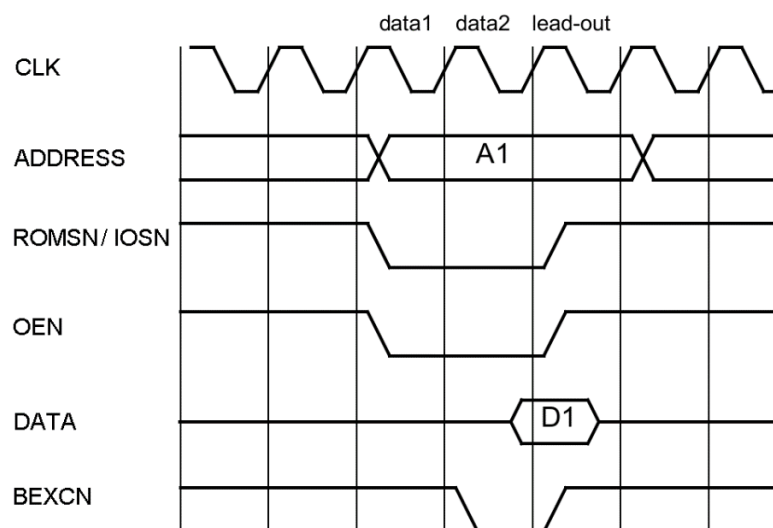 data1 data2 lead-out
CLK
ADDRESS A1
ROMSN/ IOSN
OEN
DATA D1
BEXCN